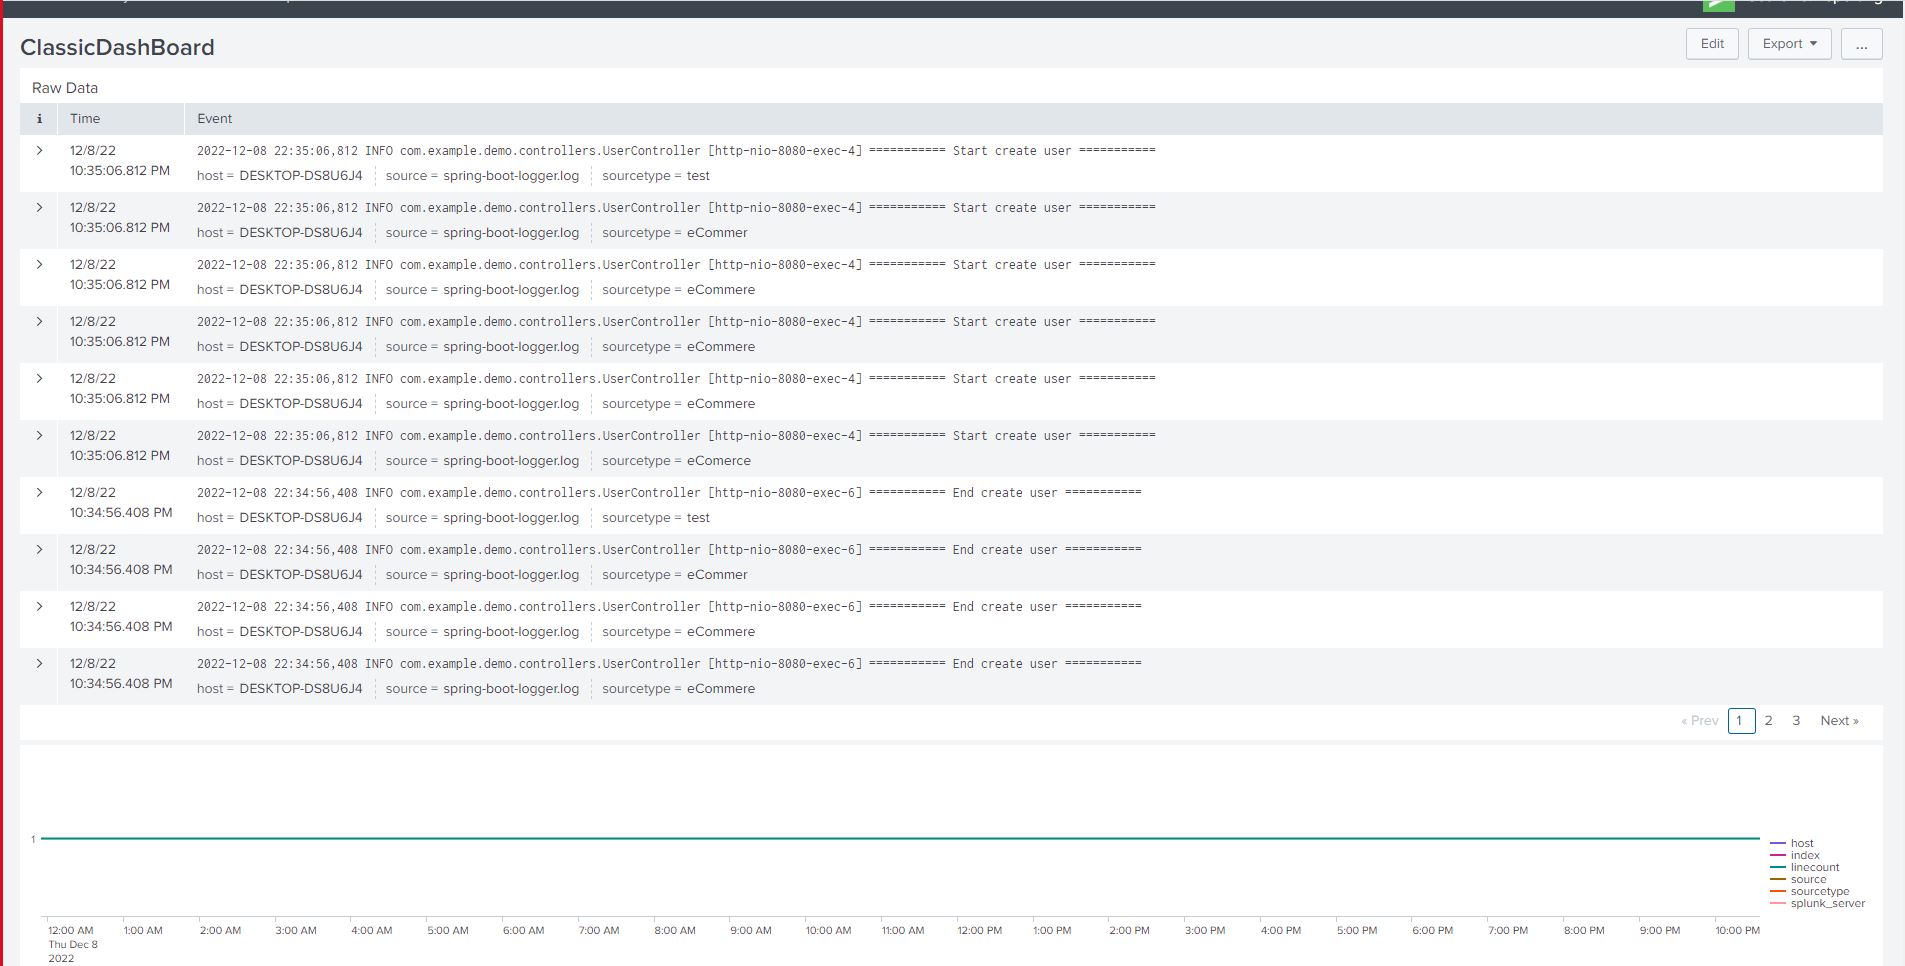 ClassicDashBoard
Edit Export ...
Raw Data
i Time Event
12/8/22 2022-12-08 22:35:06,812 INFO com.example.demo.controllers.UserController [http-nio-8080-exec-4] =========== Start create user ===========
10:35:06.812 PM host = DESKTOP-DS8U6J4 source = spring-boot-logger.log sourcetype = test
12/8/22 2022-12-08 22:35:06,812 INFO com.example.demo.controllers.UserController [http-nio-8080-exec-4] =========== Start create user ===========
10:35:06.812 PM host = DESKTOP-DS8U6J4 source = spring-boot-logger.log sourcetype = eCommer
12/8/22 2022-12-08 22:35:06,812 INFO com.example.demo.controllers.UserController [http-nio-8080-exec-4] =========== Start create user ===========
10:35:06.812 PM host = DESKTOP-DS8U6J4 source = spring-boot-logger.log sourcetype = eCommere
12/8/22 2022-12-08 22:35:06,812 INFO com.example.demo.controllers.UserController [http-nio-8080-exec-4] =========== Start create user ===========
10:35:06.812 PM host = DESKTOP-DS8U6J4 source = spring-boot-logger.log sourcetype = eCommere
12/8/22 2022-12-08 22:35:06,812 INFO com.example.demo.controllers.UserController [http-nio-8080-exec-4] =========== Start create user ===========
10:35:06.812 PM host = DESKTOP-DS8U6J4 source = spring-boot-logger.log sourcetype = eCommere
12/8/22 2022-12-08 22:35:06,812 INFO com.example.demo.controllers.UserController [http-nio-8080-exec-4] =========== Start create user ===========
10:35:06.812 PM host = DESKTOP-DS8U6J4 source = spring-boot-logger.log sourcetype = eComerce
12/8/22 2022-12-08 22:34:56,408 INFO com.example.demo.controllers.UserController [http-nio-8080-exec-6] =========== End create user ===========
10:34:56.408 PM host = DESKTOP-DS8U6J4 source = spring-boot-logger.log sourcetype = test
12/8/22 2022-12-08 22:34:56,408 INFO com.example.demo.controllers.UserController [http-nio-8080-exec-6] =========== End create user ===========
10:34:56.408 PM host = DESKTOP-DS8U6J4 source = spring-boot-logger.log sourcetype = eCommer
12/8/22 2022-12-08 22:34:56,408 INFO com.example.demo.controllers.UserController [http-nio-8080-exec-6] =========== End create user ===========
10:34:56.408 PM host = DESKTOP-DS8U6J4 source = spring-boot-logger.log sourcetype = eCommere
12/8/22 2022-12-08 22:34:56,408 INFO com.example.demo.controllers.UserController [http-nio-8080-exec-6] =========== End create user ===========
10:34:56.408 PM host = DESKTOP-DS8U6J4 source = spring-boot-logger.log sourcetype = eCommere
« Prev 1 2 3 Next »
1
host
index
linecount
source
sourcetype
splunk_server
12:00 AM 1:00 AM 2:00 AM 3:00 AM 4:00 AM 5:00 AM 6:00 AM 7:00 AM 8:00 AM 9:00 AM 10:00 AM 11:00 AM 12:00 PM 1:00 PM 2:00 PM 3:00 PM 4:00 PM 5:00 PM 6:00 PM 7:00 PM 8:00 PM 9:00 PM 10:00 PM
Thu Dec 8
2022